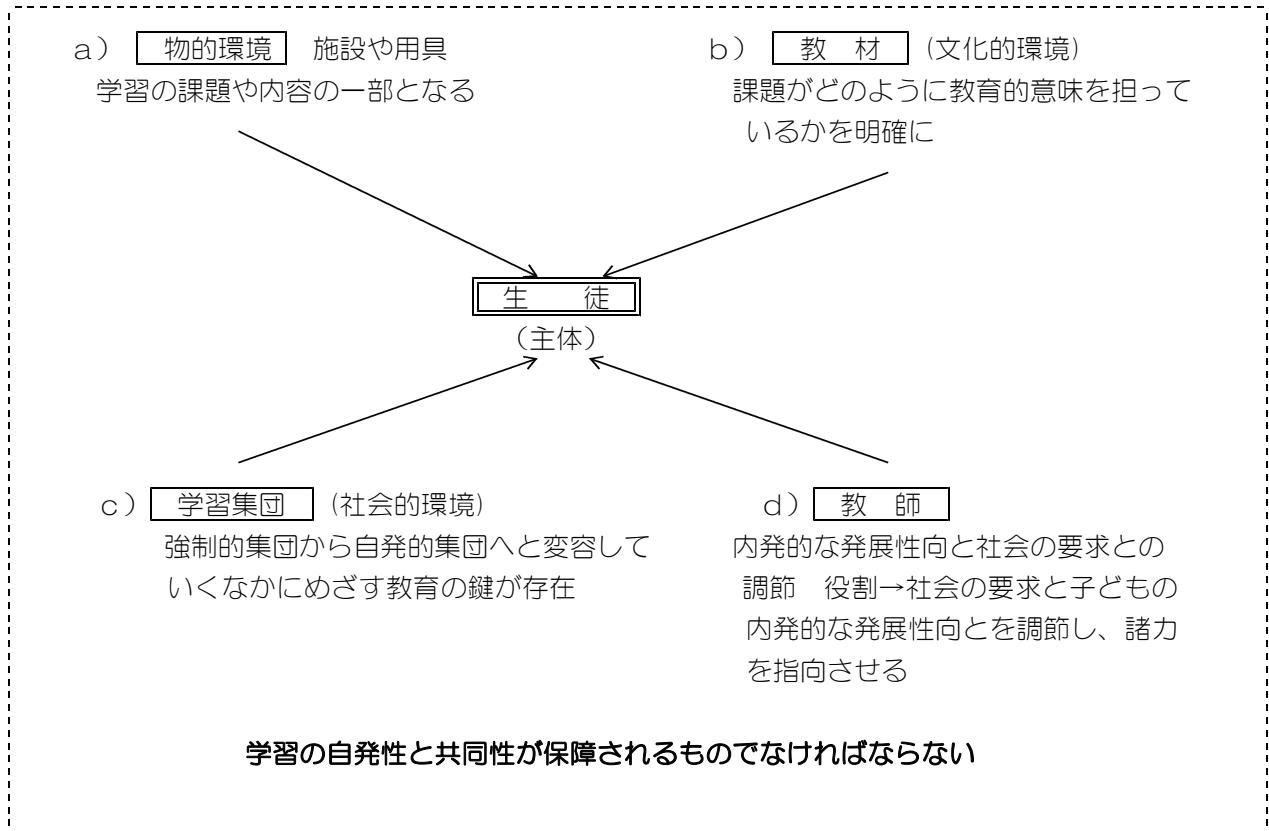 a） 物的環境　施設や用具
学習の課題や内容の一部となる
b） 教　材 （文化的環境）
課題がどのように教育的意味を担って
いるかを明確に
生　　徒
（主体）
c） 学習集団 （社会的環境）
強制的集団から自発的集団へと変容して
いくなかにめざす教育の鍵が存在
d） 教　師
内発的な発展性向と社会の要求との
調節　役割→社会の要求と子どもの
内発的な発展性向とを調節し、諸力
を指向させる
学習の自発性と共同性が保障されるものでなければならない